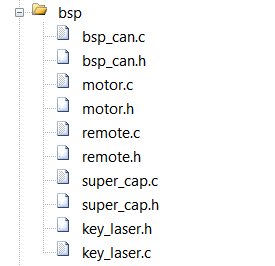 bsp
bsp_can.c
bsp_can.h
motor.c
motor.h
remote.c
remote.h
super_cap.c
super_cap.h
key_laser.h
key_laser.c